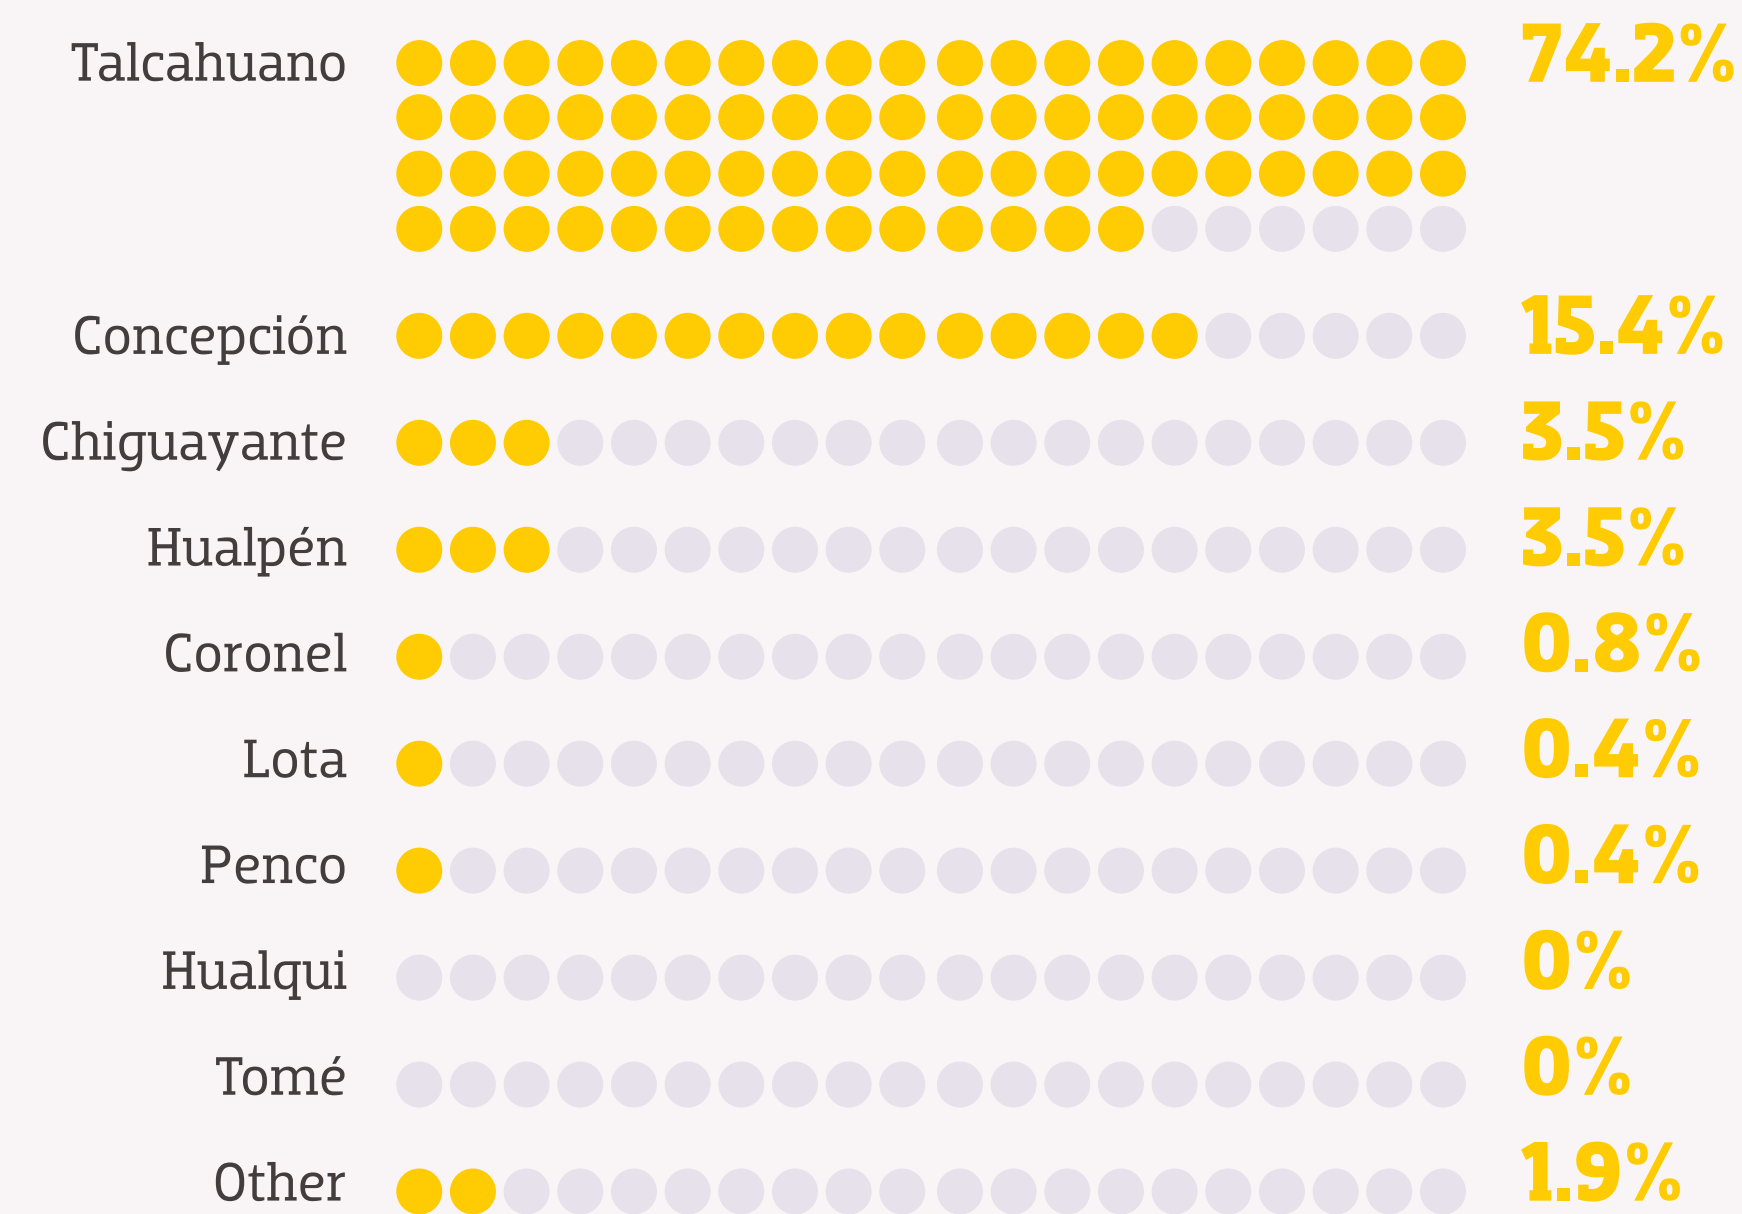 Talcahuano 74.2%
Concepción 15.4%
Chiguayante 3.5%
Hualpén 3.5%
Coronel 0.8%
Lota 0.4%
Penco 0.4%
Hualqui 0%
Tomé 0%
Other 1.9%